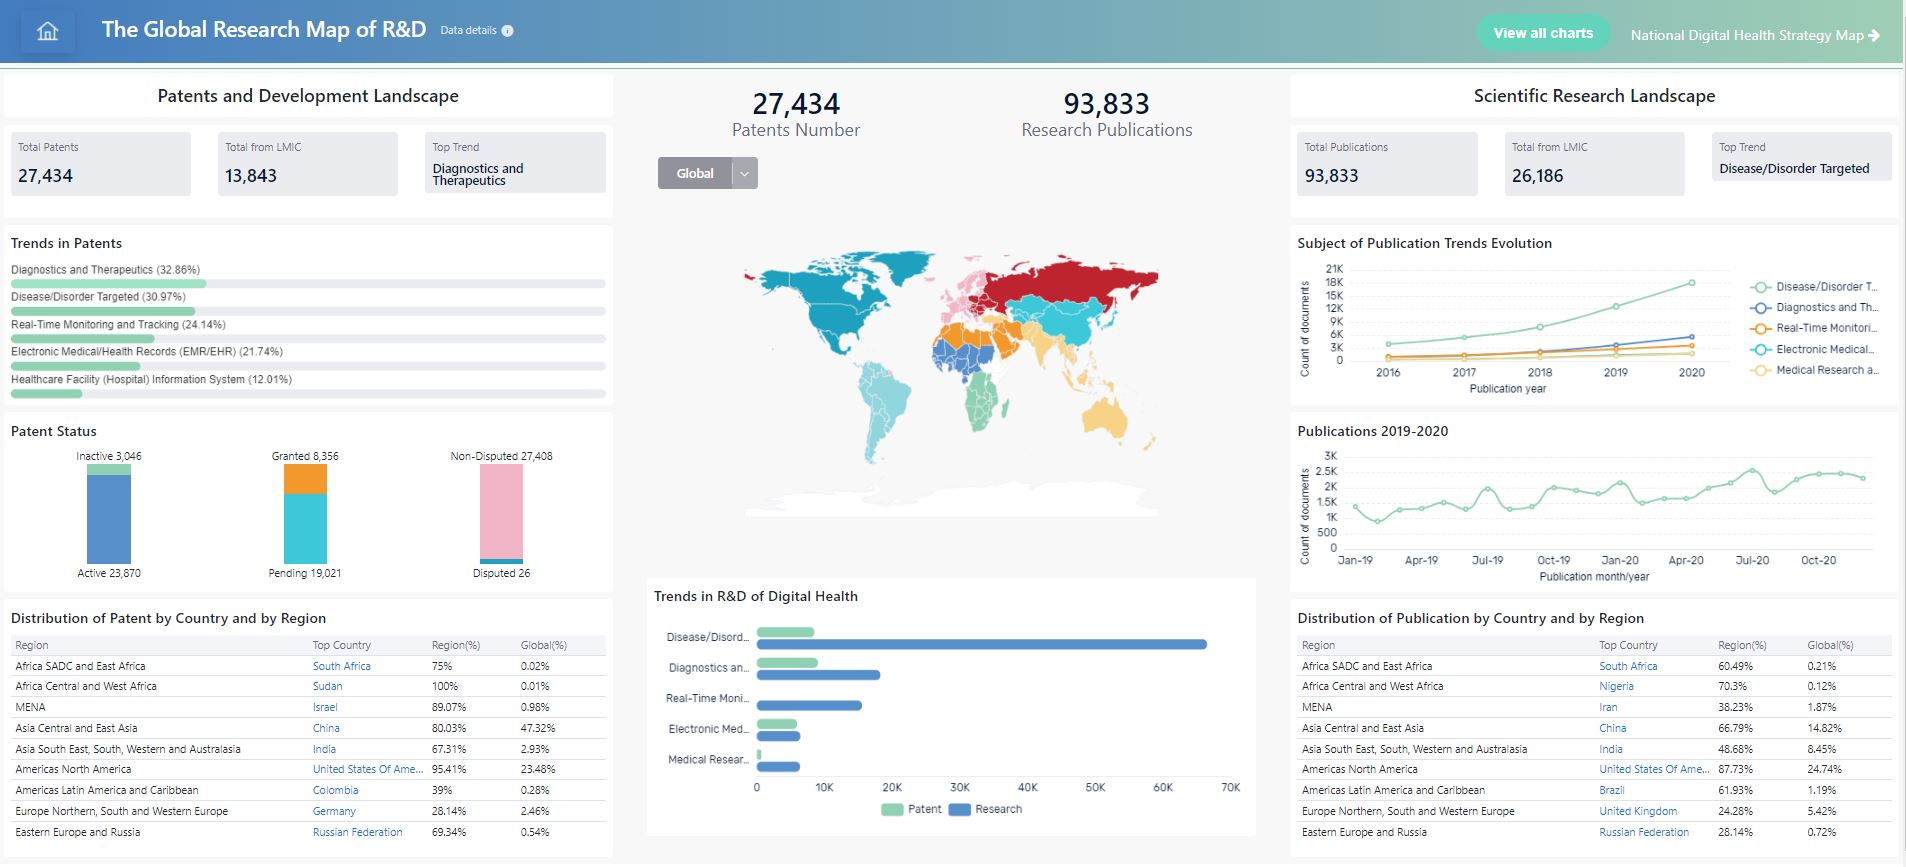 The Global Research Map of R&D
Data details
View all charts
National Digital Health Strategy Map
Patents and Development Landscape
Total Patents
27,434
Total from LMIC
13,843
Top Trend
Diagnostics and
Therapeutics
Trends in Patents
Diagnostics and Therapeutics (32.86%)
Disease/Disorder Targeted (30.97%)
Real-Time Monitoring and Tracking (24.14%)
Electronic Medical/Health Records (EMR/EHR) (21.74%)
Healthcare Facility (Hospital) Information System (12.01%)
Patent Status
Inactive 3,046
Granted 8,356
Non-Disputed 27,408
Active 23,870
Pending 19,021
Disputed 26
Distribution of Patent by Country and by Region
Region Top Country Region(%) Global(%)
Africa SADC and East Africa South Africa 75% 0.02%
Africa Central and West Africa Sudan 100% 0.01%
MENA Israel 89.07% 0.98%
Asia Central and East Asia China 80.03% 47.32%
Asia South East, South, Western and Australasia India 67.31% 2.93%
Americas North America United States Of Ame... 95.41% 23.48%
Americas Latin America and Caribbean Colombia 39% 0.28%
Europe Northern, South and Western Europe Germany 28.14% 2.46%
Eastern Europe and Russia Russian Federation 69.34% 0.54%
27,434
Patents Number
93,833
Research Publications
Global
Trends in R&D of Digital Health
Disease/Disord...
Diagnostics an...
Real-Time Moni...
Electronic Med...
Medical Resear...
0 10K 20K 30K 40K 50K 60K 70K
Patent Research
Scientific Research Landscape
Total Publications
93,833
Total from LMIC
26,186
Top Trend
Disease/Disorder Targeted
Subject of Publication Trends Evolution
Count of documents
21K
18K
15K
12K
9K
6K
3K
0
2016 2017 2018 2019 2020
Publication year
Disease/Disorder T...
Diagnostics and Th...
Real-Time Monitori...
Electronic Medical...
Medical Research a...
Publications 2019-2020
Count of documents
3K
2.5K
2K
1.5K
1K
500
0
Jan-19 Apr-19 Jul-19 Oct-19 Jan-20 Apr-20 Jul-20 Oct-20
Publication month/year
Distribution of Publication by Country and by Region
Region Top Country Region(%) Global(%)
Africa SADC and East Africa South Africa 60.49% 0.21%
Africa Central and West Africa Nigeria 70.3% 0.12%
MENA Iran 38.23% 1.87%
Asia Central and East Asia China 66.79% 14.82%
Asia South East, South, Western and Australasia India 48.68% 8.45%
Americas North America United States Of Ame... 87.73% 24.74%
Americas Latin America and Caribbean Brazil 61.93% 1.19%
Europe Northern, South and Western Europe United Kingdom 24.28% 5.42%
Eastern Europe and Russia Russian Federation 28.14% 0.72%